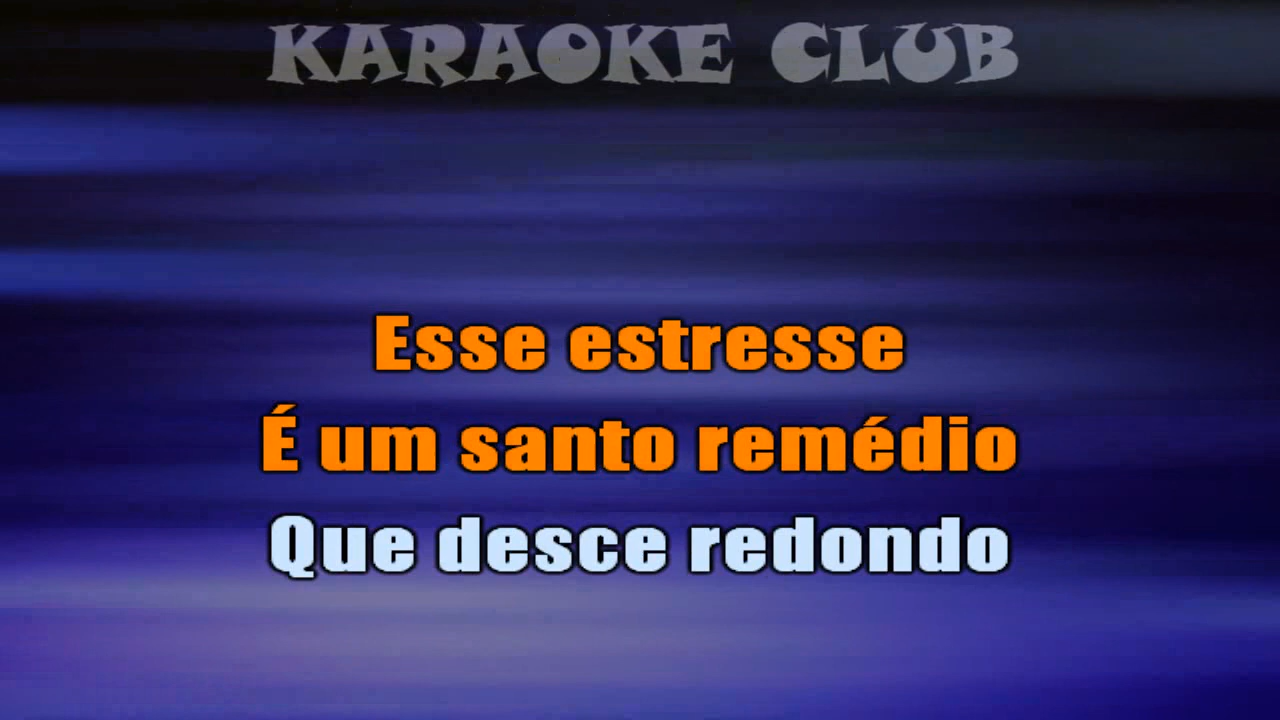 KARAOKE CLUB
Esse estresse
É um santo remédio
Que desce redondo